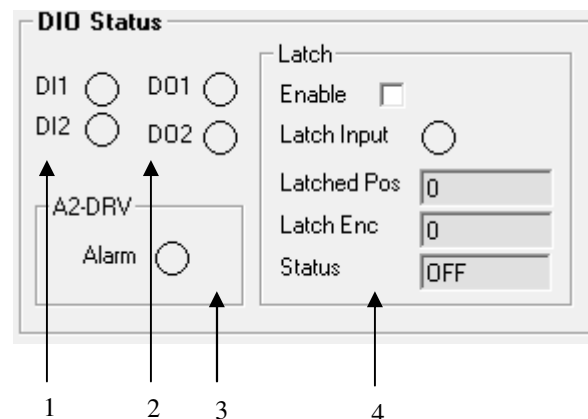 DIO Status
DI1
DO1
DI2
DO2
A2-DRV
Alarm
Latch
Enable
Latch Input
Latched Pos 0
Latch Enc 0
Status OFF
1 2 3 4